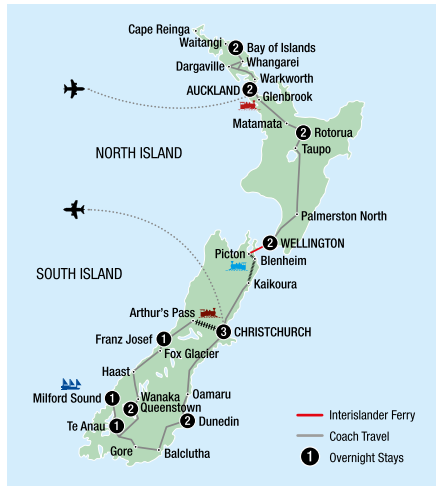 Cape Reinga
Waitangi
2 Bay of Islands
Whangarei
Dargaville
Warkworth
AUCKLAND 2
Glenbrook
Matamata
2 Rotorua
Taupo
NORTH ISLAND
Palmerston North
2 WELLINGTON
Picton
Blenheim
SOUTH ISLAND
Kaikoura
Arthur's Pass
3 CHRISTCHURCH
Franz Josef 1
Fox Glacier
Haast
Milford Sound 1
Wanaka
Oamaru
2 Queenstown
Te Anau 1
2 Dunedin
Gore
Balclutha
Interislander Ferry
Coach Travel
1 Overnight Stays